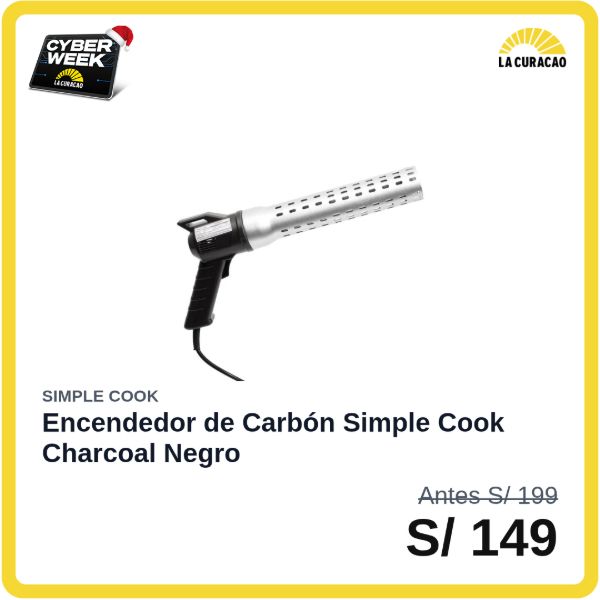 CYBER
WEEK
LA CURACAO
LA CURACAO
SIMPLE COOK
Encendedor de Carbón Simple Cook
Charcoal Negro
Antes S/ 199
S/ 149